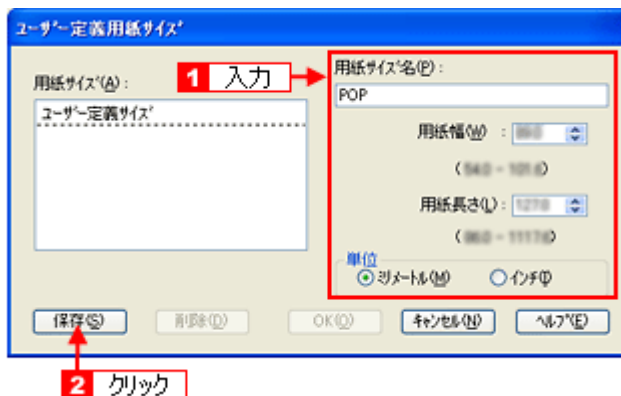 ユーザー定義用紙サイズ
用紙サイズ(A):
ユーザー定義サイズ
1 入力
用紙サイズ名(P):
POP
用紙幅(W) :
用紙長さ(L):
単位
ミリメートル(M) インチ(I)
保存(S) 削除(D) OK(O) キャンセル(N) ヘルプ(E)
2 クリック